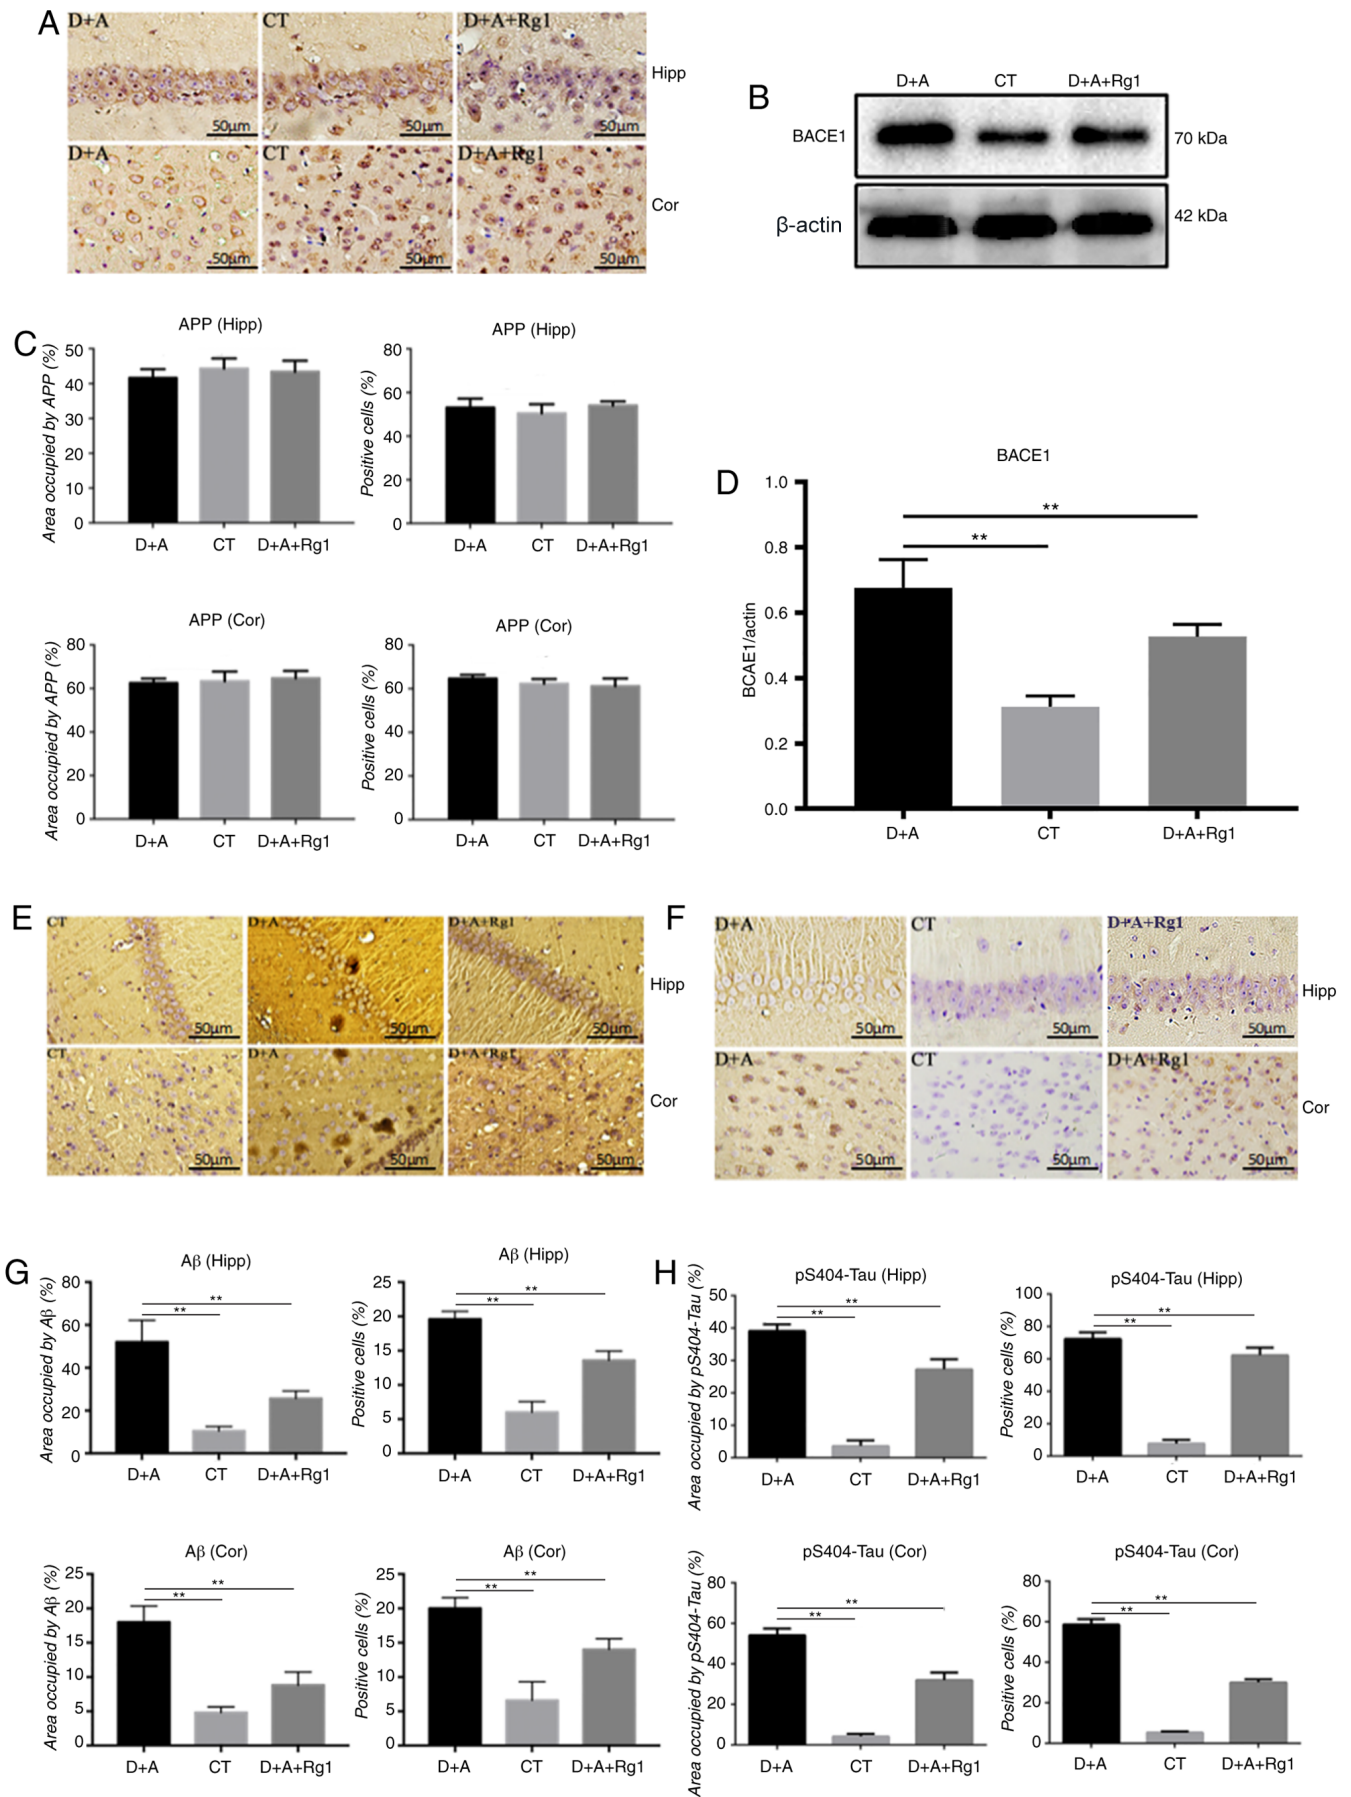 A
D+A
CT
D+A+Rg1
Hipp
50μm
50μm
50μm
D+A
CT
D+A+Rg1
Cor
50μm
50μm
50μm
B
D+A
CT
D+A+Rg1
BACE1
70 kDa
β-actin
42 kDa
C
APP (Hipp)
Area occupied by APP (%)
50
40
30
20
10
0
D+A
CT
D+A+Rg1
APP (Hipp)
Positive cells (%)
80
60
40
20
0
D+A
CT
D+A+Rg1
APP (Cor)
Area occupied by APP (%)
80
60
40
20
0
D+A
CT
D+A+Rg1
APP (Cor)
Positive cells (%)
80
60
40
20
0
D+A
CT
D+A+Rg1
D
BACE1
BCAE1/actin
1.0
0.8
0.6
0.4
0.2
0.0
**
**
D+A
CT
D+A+Rg1
E
CT
D+A
D+A+Rg1
Hipp
50μm
50μm
50μm
CT
D+A
D+A+Rg1
Cor
50μm
50μm
50μm
F
D+A
CT
D+A+Rg1
Hipp
50μm
50μm
50μm
D+A
CT
D+A+Rg1
Cor
50μm
50μm
50μm
G
Aβ (Hipp)
Area occupied by Aβ (%)
80
60
40
20
0
**
**
D+A
CT
D+A+Rg1
Aβ (Hipp)
Positive cells (%)
25
20
15
10
5
0
**
**
D+A
CT
D+A+Rg1
Aβ (Cor)
Area occupied by Aβ (%)
25
20
15
10
5
0
**
**
D+A
CT
D+A+Rg1
Aβ (Cor)
Positive cells (%)
25
20
15
10
5
0
**
**
D+A
CT
D+A+Rg1
H
pS404-Tau (Hipp)
Area occupied by pS404-Tau (%)
50
40
30
20
10
0
**
**
D+A
CT
D+A+Rg1
pS404-Tau (Hipp)
Positive cells (%)
100
80
60
40
20
0
**
**
D+A
CT
D+A+Rg1
pS404-Tau (Cor)
Area occupied by pS404-Tau (%)
80
60
40
20
0
**
**
D+A
CT
D+A+Rg1
pS404-Tau (Cor)
Positive cells (%)
80
60
40
20
0
**
**
D+A
CT
D+A+Rg1